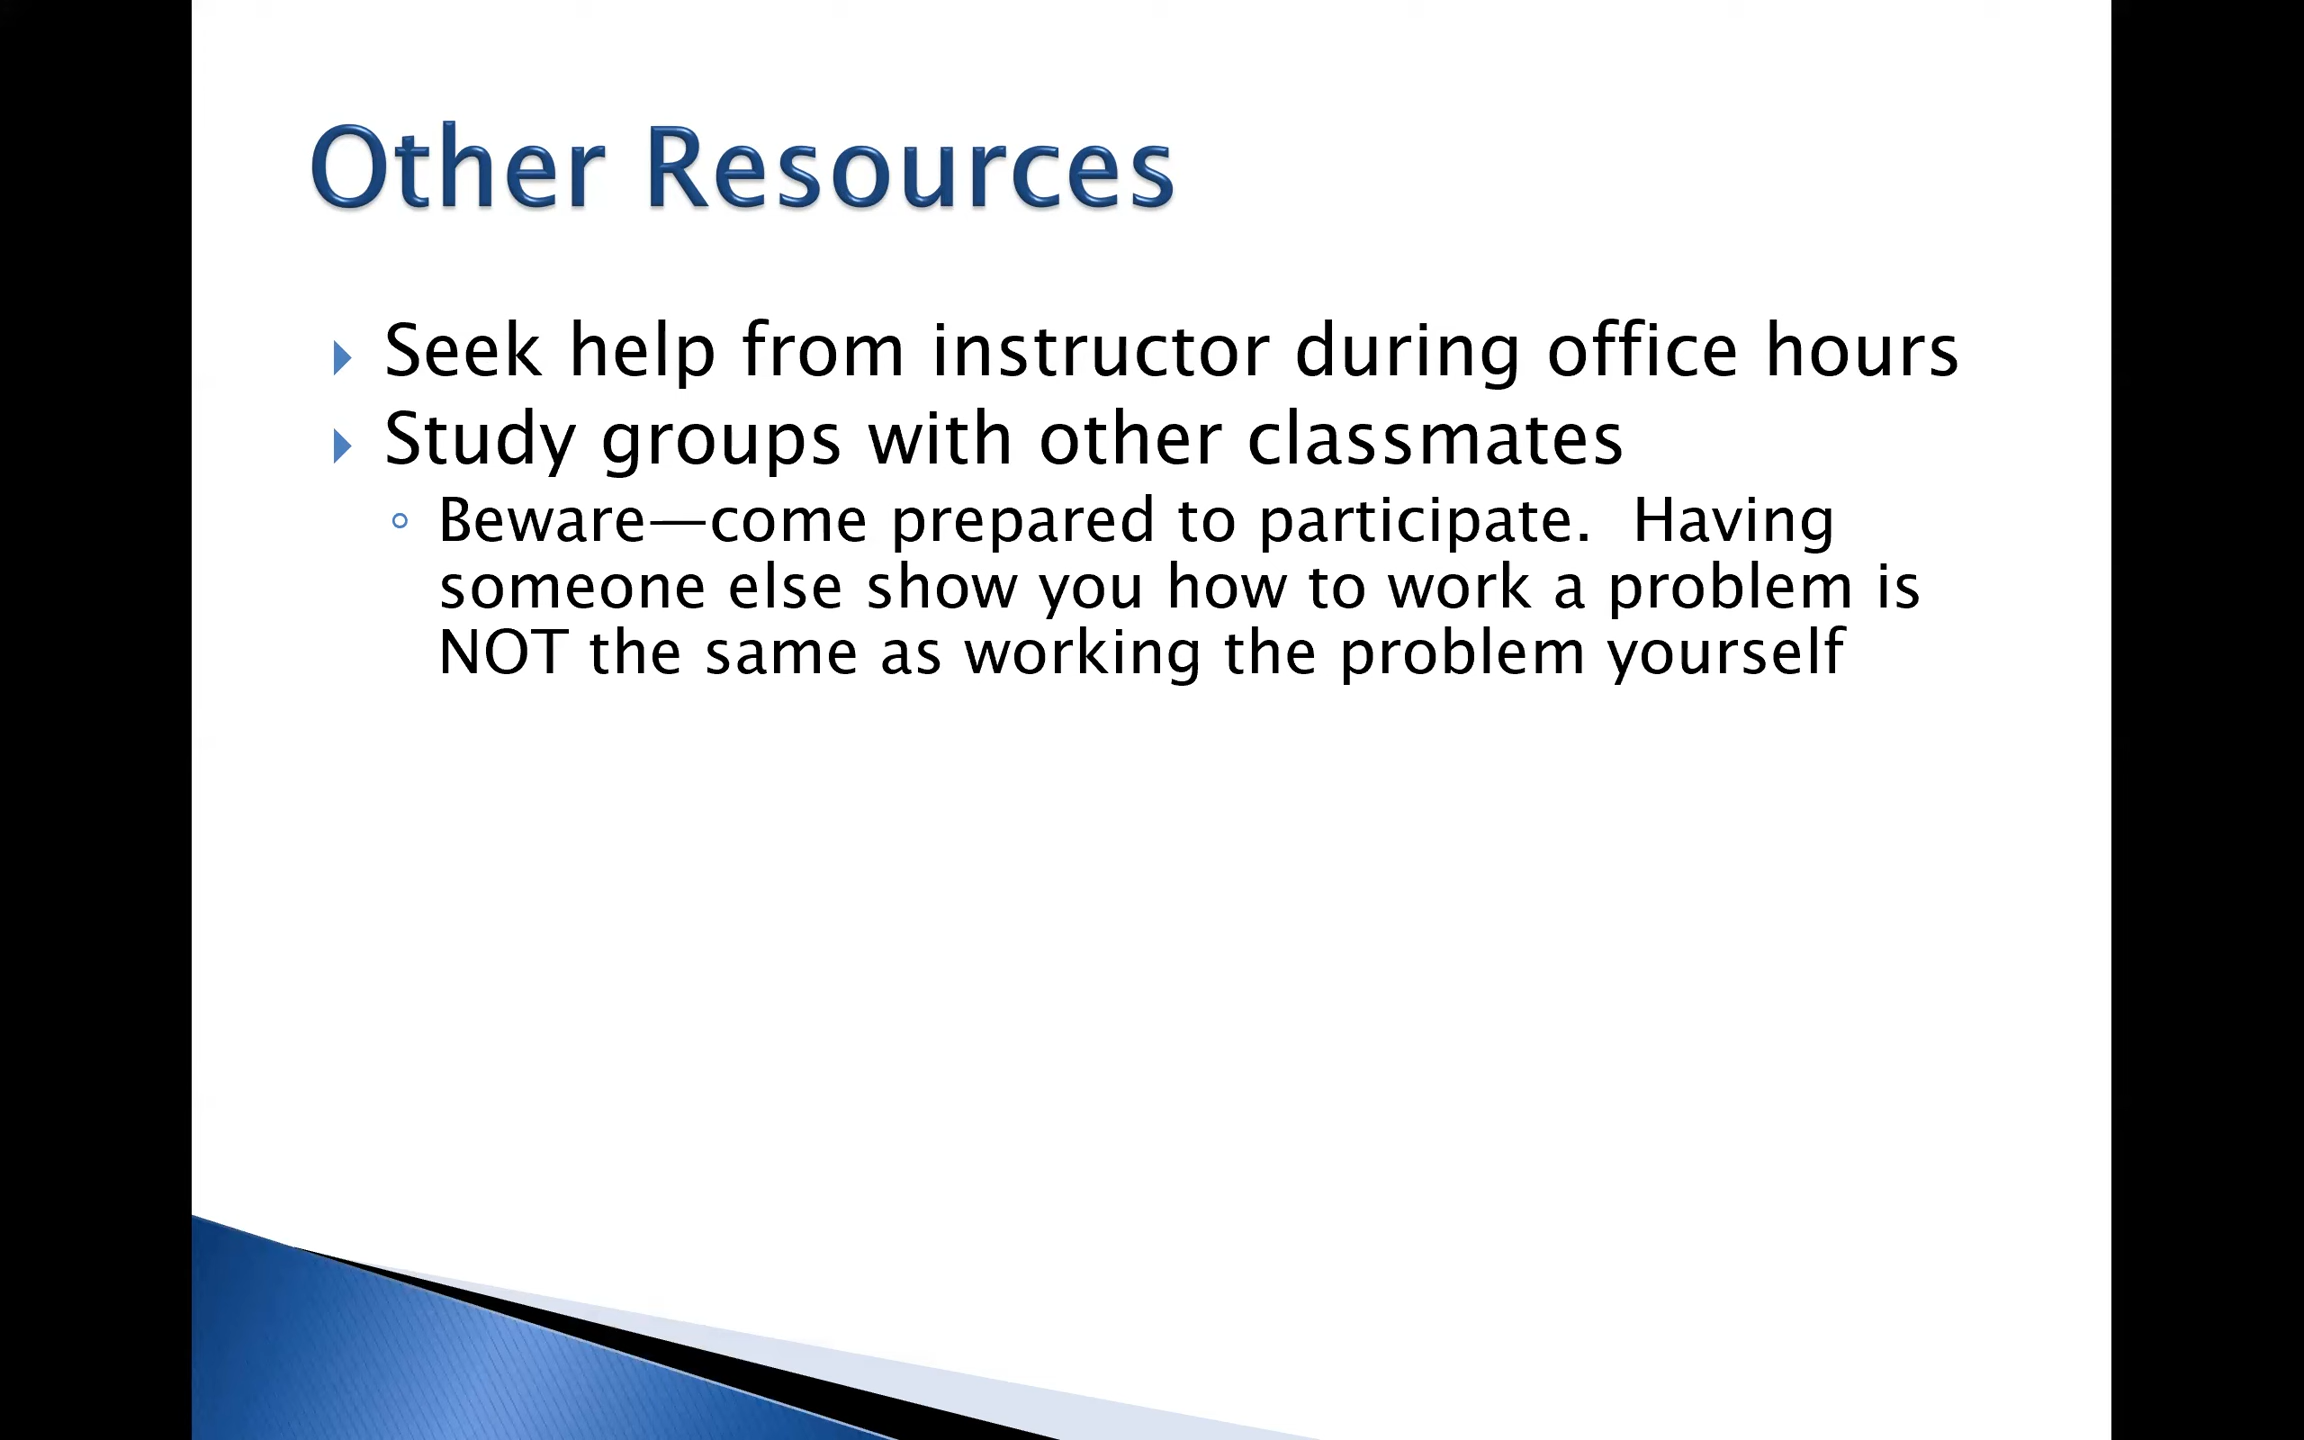 Other Resources
Seek help from instructor during office hours
Study groups with other classmates
Beware—come prepared to participate.  Having
someone else show you how to work a problem is
NOT the same as working the problem yourself